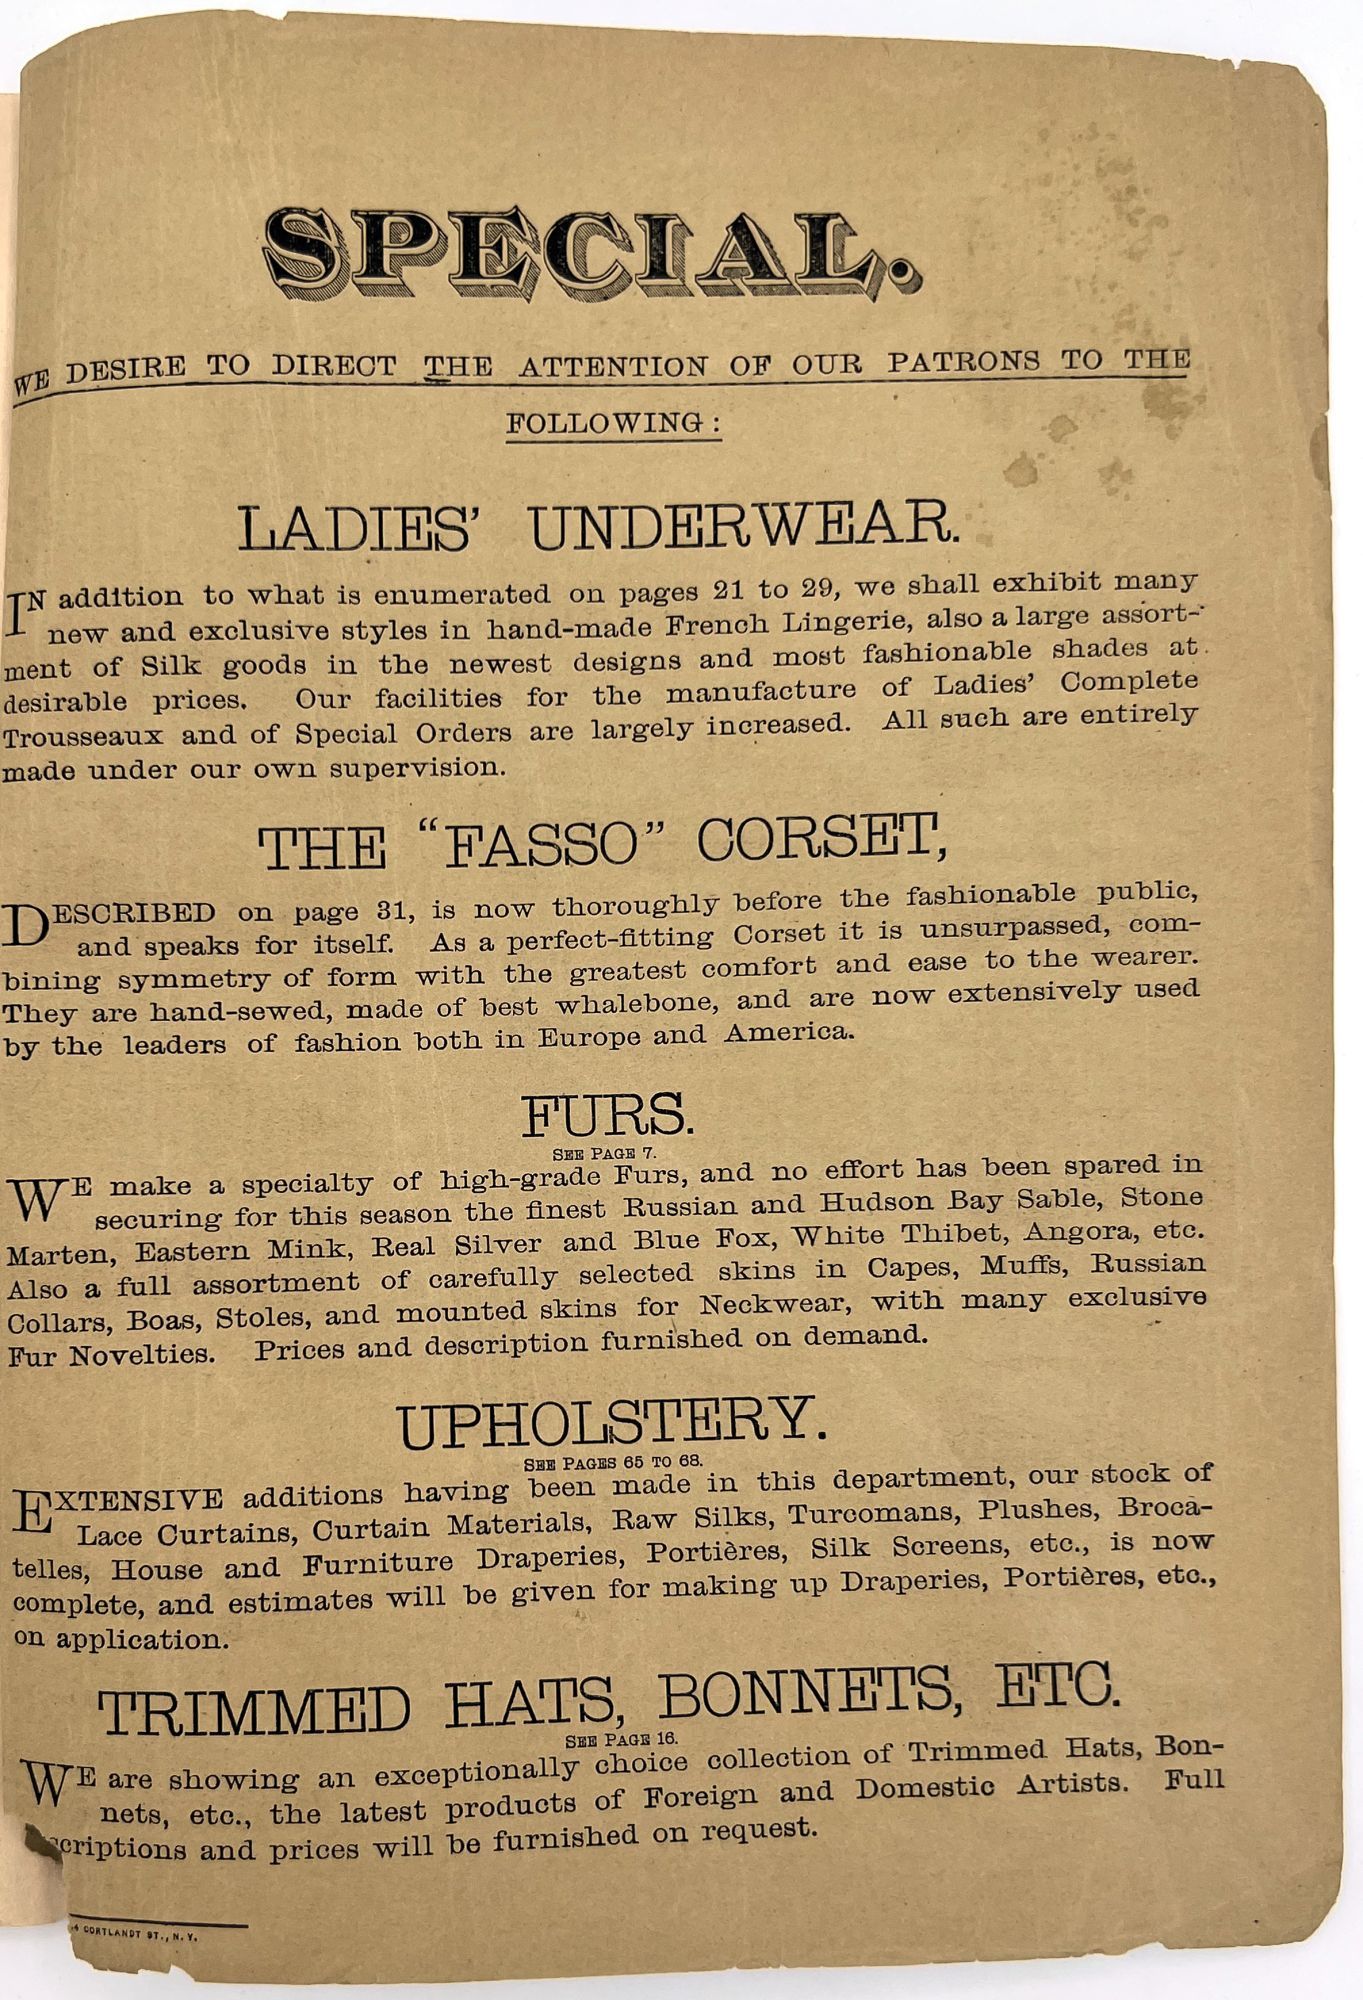 SPECIAL.
WE DESIRE TO DIRECT THE ATTENTION OF OUR PATRONS TO THE
FOLLOWING:
LADIES' UNDERWEAR.
IN addition to what is enumerated on pages 21 to 29, we shall exhibit many
new and exclusive styles in hand-made French Lingerie, also a large assort-
ment of Silk goods in the newest designs and most fashionable shades at
desirable prices. Our facilities for the manufacture of Ladies' Complete
Trousseaux and of Special Orders are largely increased. All such are entirely
made under our own supervision.
THE "FASSO" CORSET,
DESCRIBED on page 31, is now thoroughly before the fashionable public,
and speaks for itself. As a perfect-fitting Corset it is unsurpassed, com-
bining symmetry of form with the greatest comfort and ease to the wearer.
They are hand-sewed, made of best whalebone, and are now extensively used
by the leaders of fashion both in Europe and America.
FURS.
SEE PAGE 7.
WE make a specialty of high-grade Furs, and no effort has been spared in
securing for this season the finest Russian and Hudson Bay Sable, Stone
Marten, Eastern Mink, Real Silver and Blue Fox, White Thibet, Angora, etc.
Also a full assortment of carefully selected skins in Capes, Muffs, Russian
Collars, Boas, Stoles, and mounted skins for Neckwear, with many exclusive
Fur Novelties. Prices and description furnished on demand.
UPHOLSTERY.
SEE PAGES 65 TO 68.
EXTENSIVE additions having been made in this department, our stock of
Lace Curtains, Curtain Materials, Raw Silks, Turcomans, Plushes, Broca-
telles, House and Furniture Draperies, Portières, Silk Screens, etc., is now
complete, and estimates will be given for making up Draperies, Portières, etc.,
on application.
TRIMMED HATS, BONNETS, ETC.
SEE PAGE 16.
WE are showing an exceptionally choice collection of Trimmed Hats, Bon-
nets, etc., the latest products of Foreign and Domestic Artists. Full
scriptions and prices will be furnished on request.
CORTLANDT ST., N. Y.